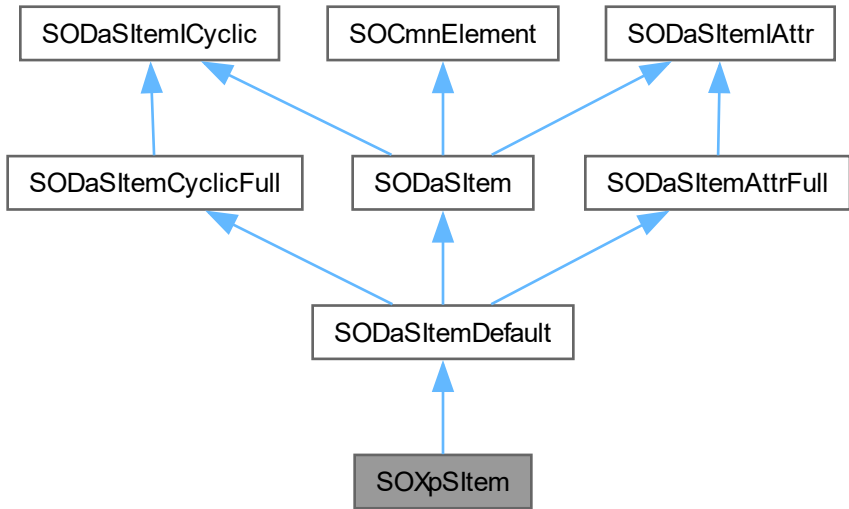 SODaSItemICyclic
SOCmnElement
SODaSItemIAttr
SODaSItemCyclicFull
SODaSItem
SODaSItemAttrFull
SODaSItemDefault
SOXpSItem